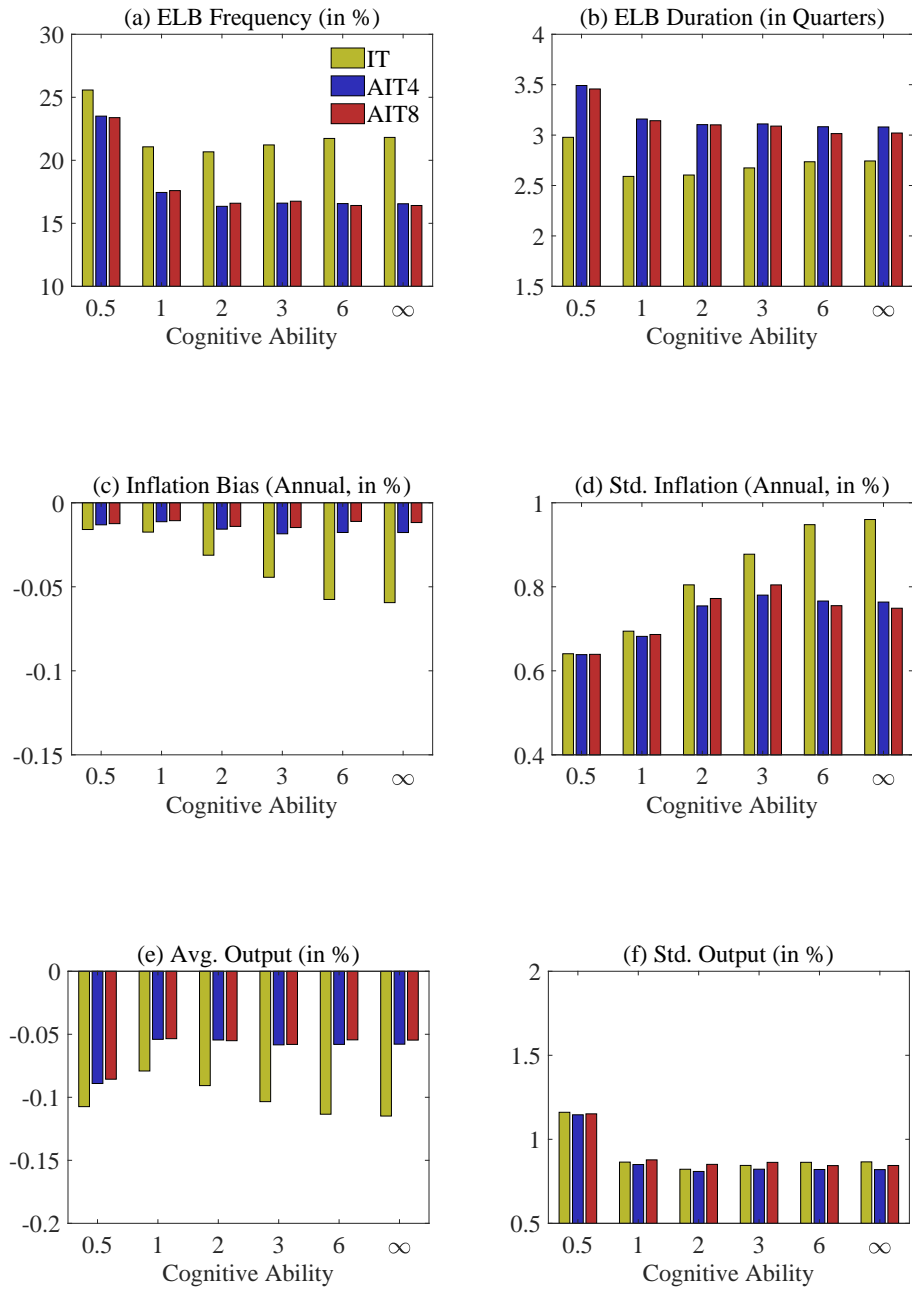 (a) ELB Frequency (in %)
30
25
20
15
10
IT
AIT4
AIT8
0.5 1 2 3 6 ∞
Cognitive Ability
(b) ELB Duration (in Quarters)
4
3.5
3
2.5
2
1.5
0.5 1 2 3 6 ∞
Cognitive Ability
(c) Inflation Bias (Annual, in %)
0
-0.05
-0.1
-0.15
0.5 1 2 3 6 ∞
Cognitive Ability
(d) Std. Inflation (Annual, in %)
1
0.8
0.6
0.4
0.5 1 2 3 6 ∞
Cognitive Ability
(e) Avg. Output (in %)
0
-0.05
-0.1
-0.15
-0.2
0.5 1 2 3 6 ∞
Cognitive Ability
(f) Std. Output (in %)
2
1.5
1
0.5
0.5 1 2 3 6 ∞
Cognitive Ability